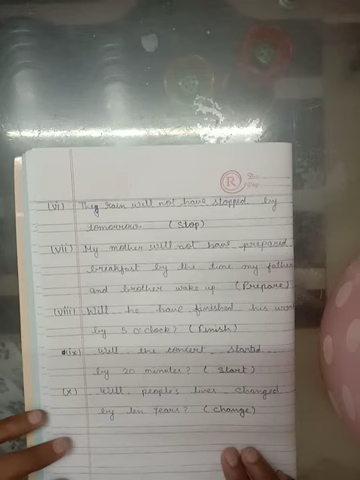 R
(vi) They rain will not have stopped by
tomorrow (Stop)
(vii) My mother will not have prepared
breakfast by the time my father
and brother wake up (Prepare)
(viii) Will he have finished his work
by 5 o'clock? (Finish)
(ix) Will the concert started
by 20 minutes? (Start)
(x) Will people's lives changed
by ten years? (Change)